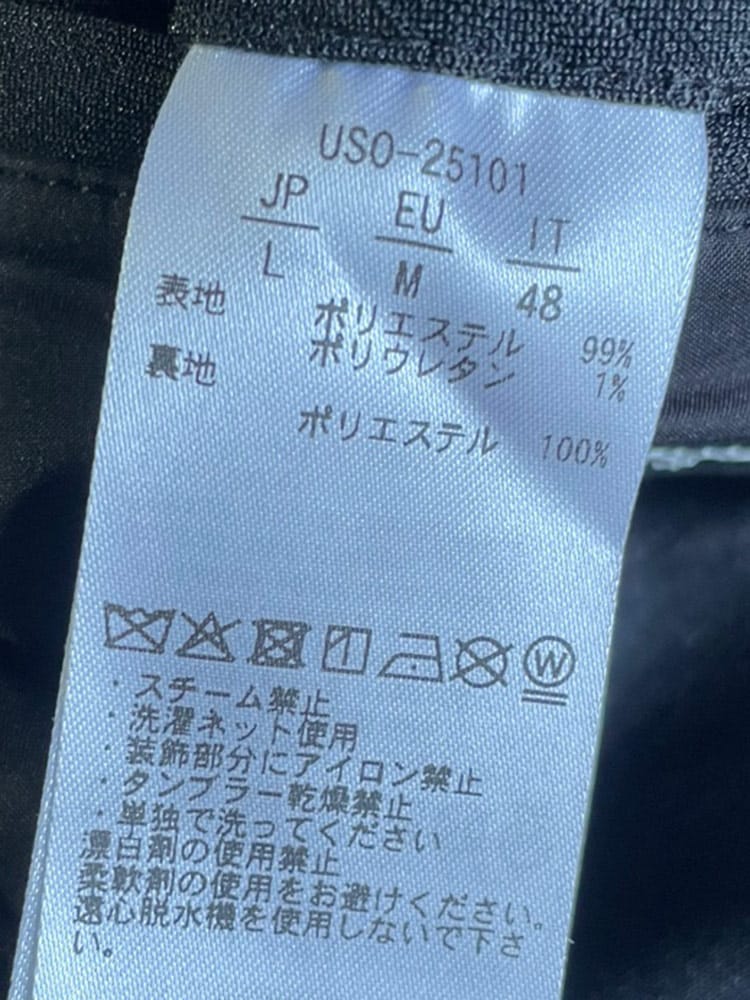 USO-25101
JP EU IT
L M 48
表地 ポリエステル 99%
ポリウレタン 1%
裏地
ポリエステル 100%
W
・スチーム禁止
・洗濯ネット使用
・装飾部分にアイロン禁止
・タンブラー乾燥禁止
・単独で洗ってください
漂白剤の使用禁止
柔軟剤の使用をお避けください。
遠心脱水機を使用しないで下さ
い。